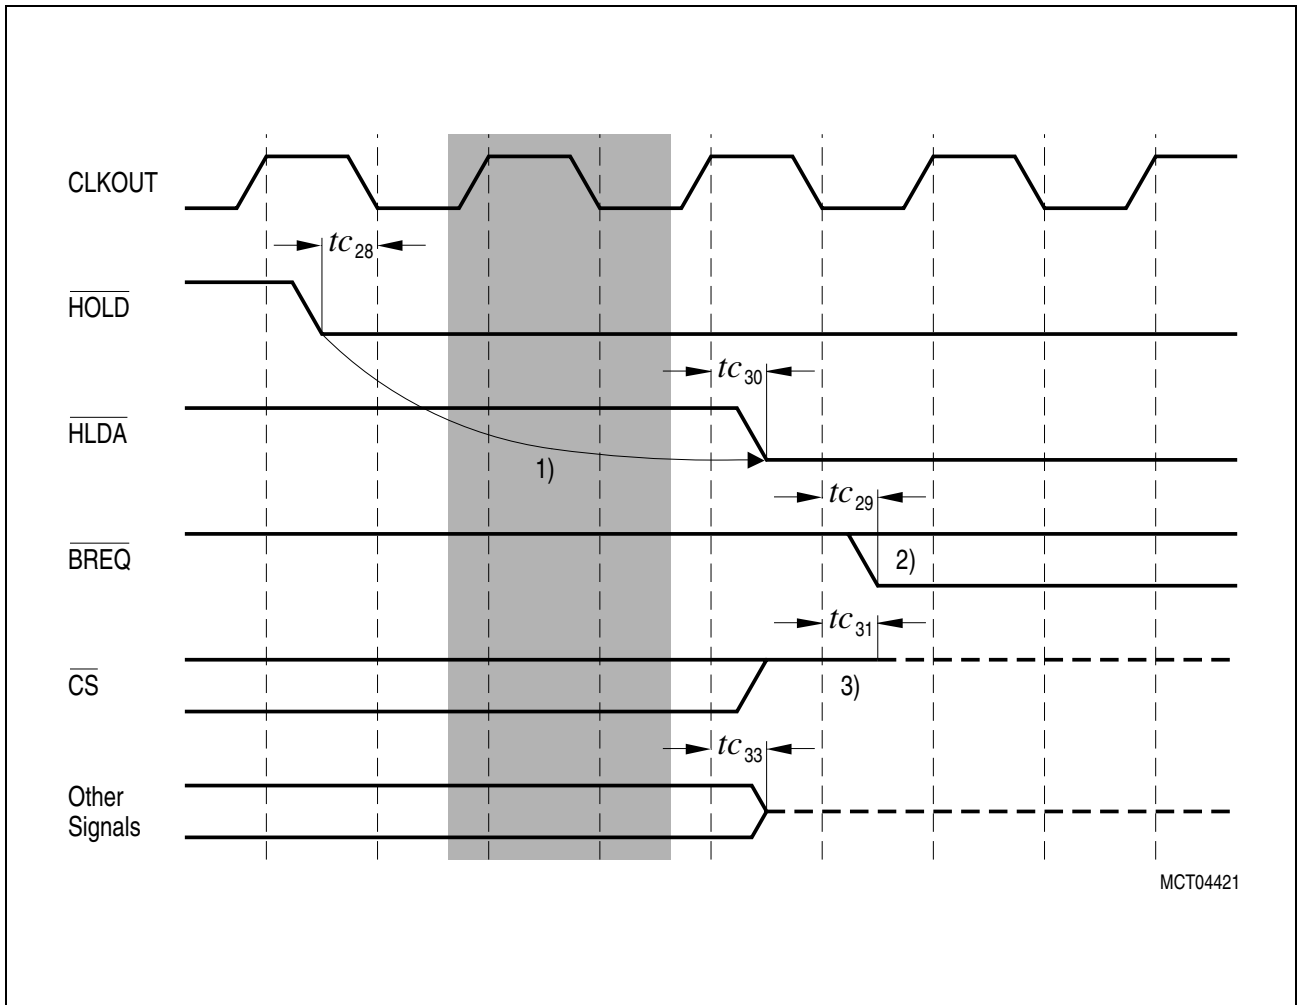 CLKOUT
tc28
HOLD
tc30
HLDA
1)
tc29
BREQ
2)
tc31
CS
3)
tc33
Other
Signals
MCT04421